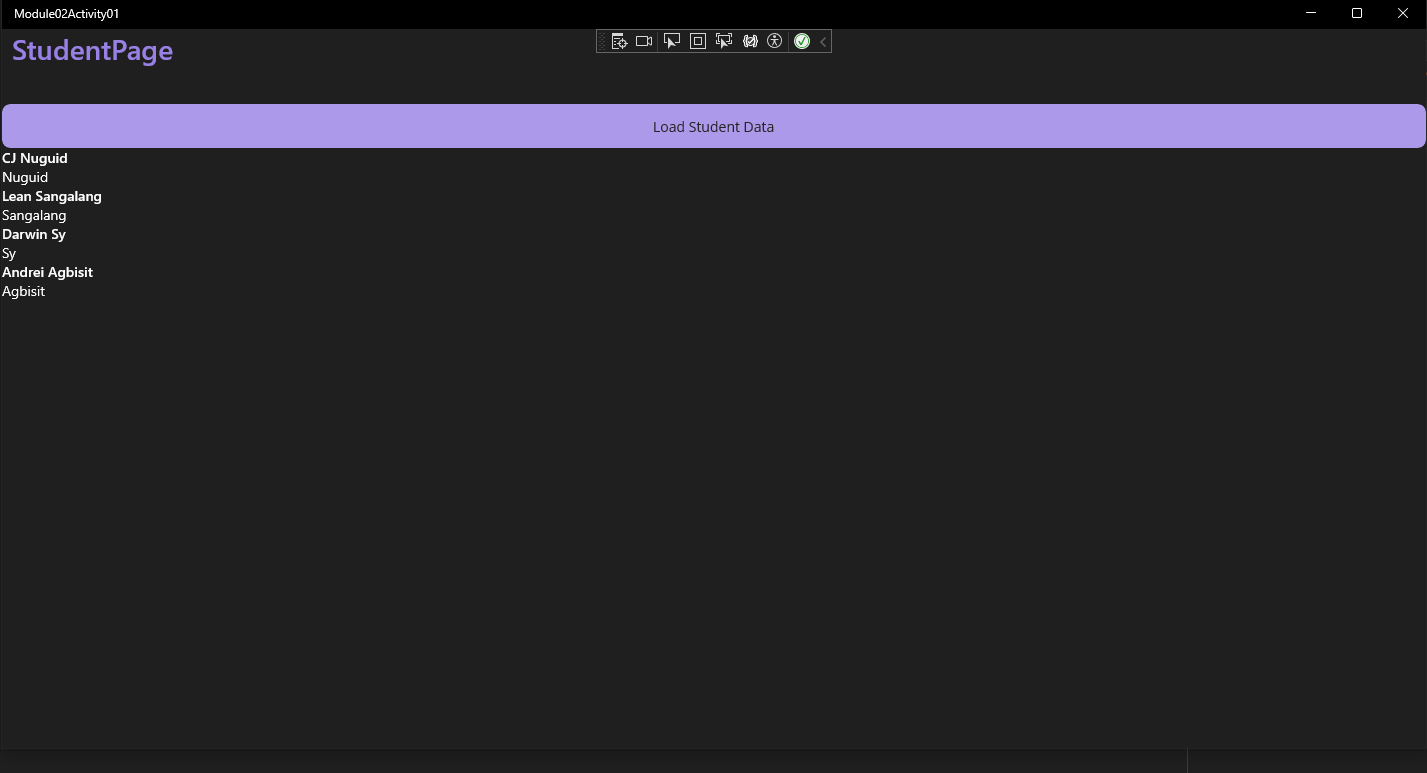 Module02Activity01
StudentPage
Load Student Data
CJ Nuguid
Nuguid
Lean Sangalang
Sangalang
Darwin Sy
Sy
Andrei Agbisit
Agbisit